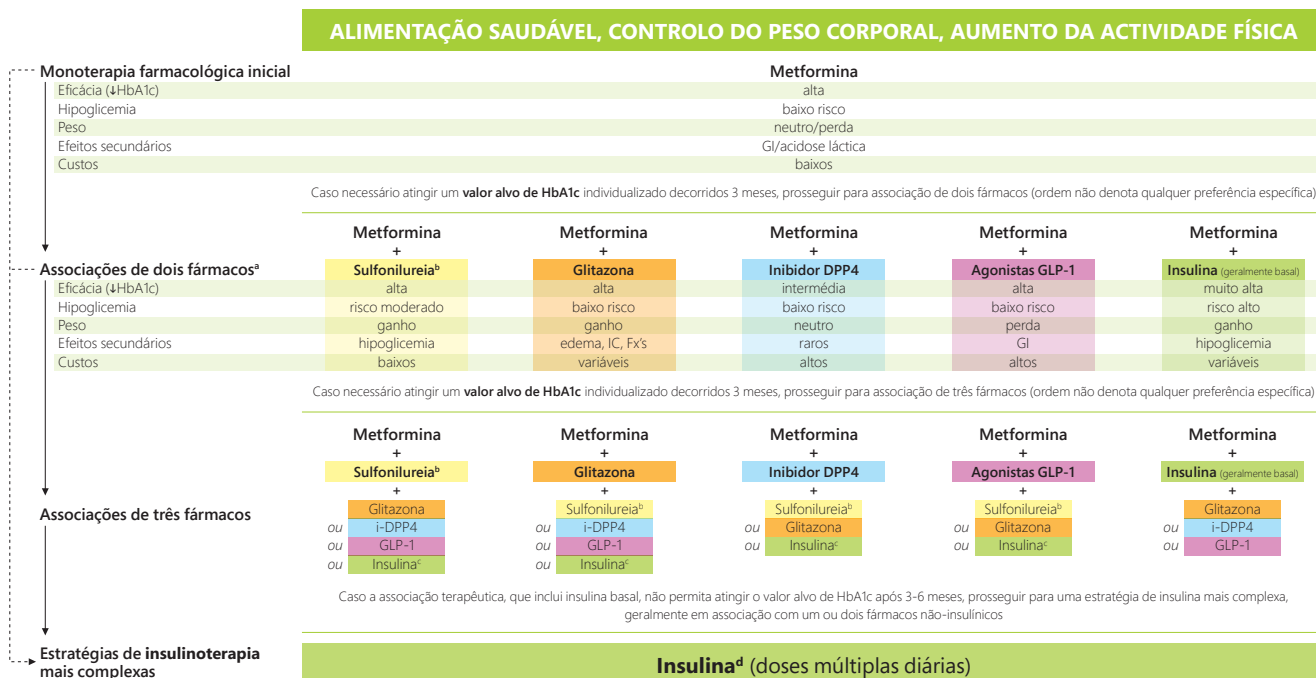 ALIMENTAÇÃO SAUDÁVEL, CONTROLO DO PESO CORPORAL, AUMENTO DA ACTIVIDADE FÍSICA
Monoterapia farmacológica inicial Metformina
Eficácia (↓HbA1c) alta
Hipoglicemia baixo risco
Peso neutro/perda
Efeitos secundários GI/acidose láctica
Custos baixos
Caso necessário atingir um valor alvo de HbA1c individualizado decorridos 3 meses, prosseguir para associação de dois fármacos (ordem não denota qualquer preferência específica)
Metformina Metformina Metformina Metformina Metformina
+ + + + +
Associações de dois fármacosª Sulfonilureiaᵇ Glitazona Inibidor DPP4 Agonistas GLP-1 Insulina (geralmente basal)
Eficácia (↓HbA1c) alta alta intermédia alta muito alta
Hipoglicemia risco moderado baixo risco baixo risco baixo risco risco alto
Peso ganho ganho neutro perda ganho
Efeitos secundários hipoglicemia edema, IC, Fx's raros GI hipoglicemia
Custos baixos variáveis altos altos variáveis
Caso necessário atingir um valor alvo de HbA1c individualizado decorridos 3 meses, prosseguir para associação de três fármacos (ordem não denota qualquer preferência específica)
Metformina Metformina Metformina Metformina Metformina
+ + + + +
Sulfonilureiaᵇ Glitazona Inibidor DPP4 Agonistas GLP-1 Insulina (geralmente basal)
+ + + + +
Associações de três fármacos
Glitazona Sulfonilureiaᵇ Sulfonilureiaᵇ Sulfonilureiaᵇ Glitazona
ou i-DPP4 ou i-DPP4 ou Glitazona ou Glitazona ou i-DPP4
ou GLP-1 ou GLP-1 ou Insulinaᶜ ou Insulinaᶜ ou GLP-1
ou Insulinaᶜ ou Insulinaᶜ
Caso a associação terapêutica, que inclui insulina basal, não permita atingir o valor alvo de HbA1c após 3-6 meses, prosseguir para uma estratégia de insulina mais complexa,
geralmente em associação com um ou dois fármacos não-insulínicos
Estratégias de insulinoterapia
mais complexas
Insulinaᵈ (doses múltiplas diárias)